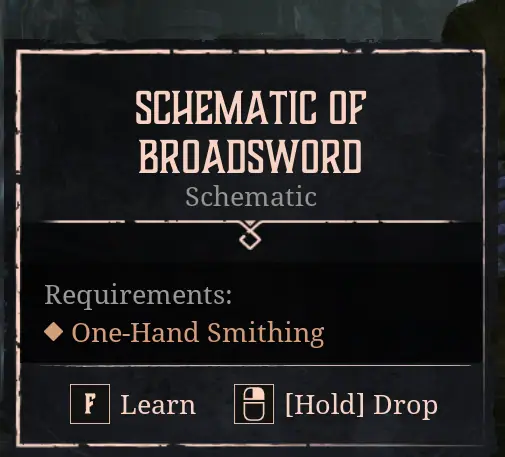 SCHEMATIC OF
BROADSWORD
Schematic
Requirements:
One-Hand Smithing
F Learn [Hold] Drop